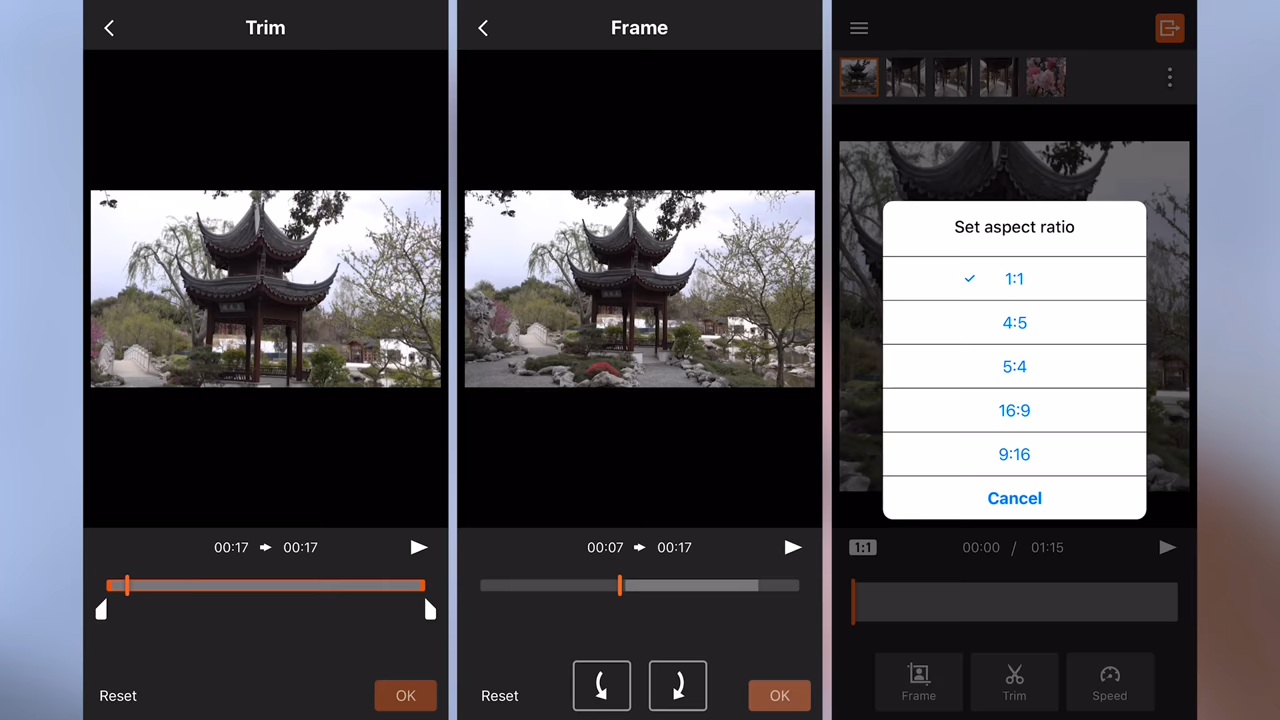 Trim
00:17 00:17
Reset
OK
Frame
00:07 00:17
Reset
OK
Set aspect ratio
1:1
4:5
5:4
16:9
9:16
Cancel
1:1
00:00 / 01:15
Frame
Trim
Speed